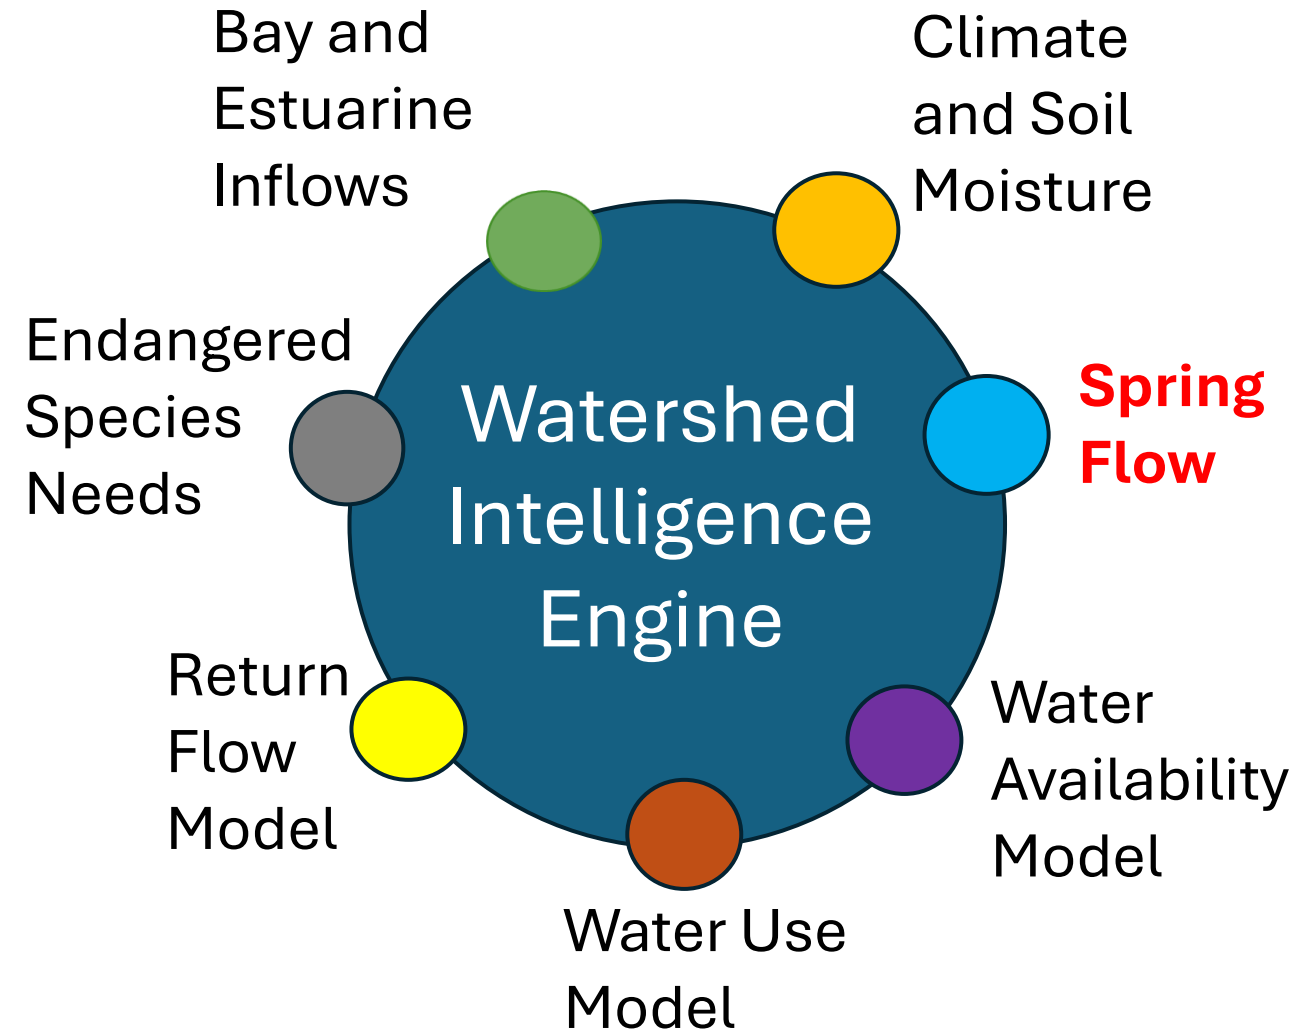 Bay and
Estuarine
Inflows
Climate
and Soil
Moisture
Endangered
Species
Needs
Watershed
Intelligence
Engine
Spring
Flow
Return
Flow
Model
Water
Availability
Model
Water Use
Model